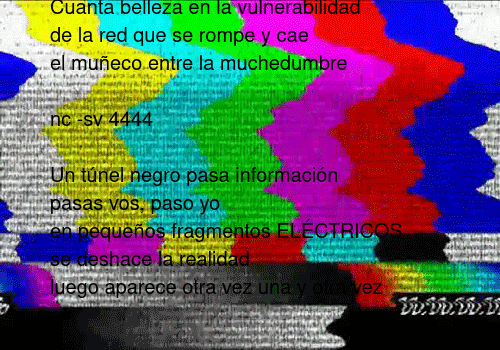 Cuanta belleza en la vulnerabilidad
de la red que se rompe y cae
el muñeco entre la muchedumbre
nc -sv 4444
Un túnel negro pasa información
pasas vos, paso yo
en pequeños fragmentos ELÉCTRICOS
se deshace la realidad
luego aparece otra vez una y otra vez